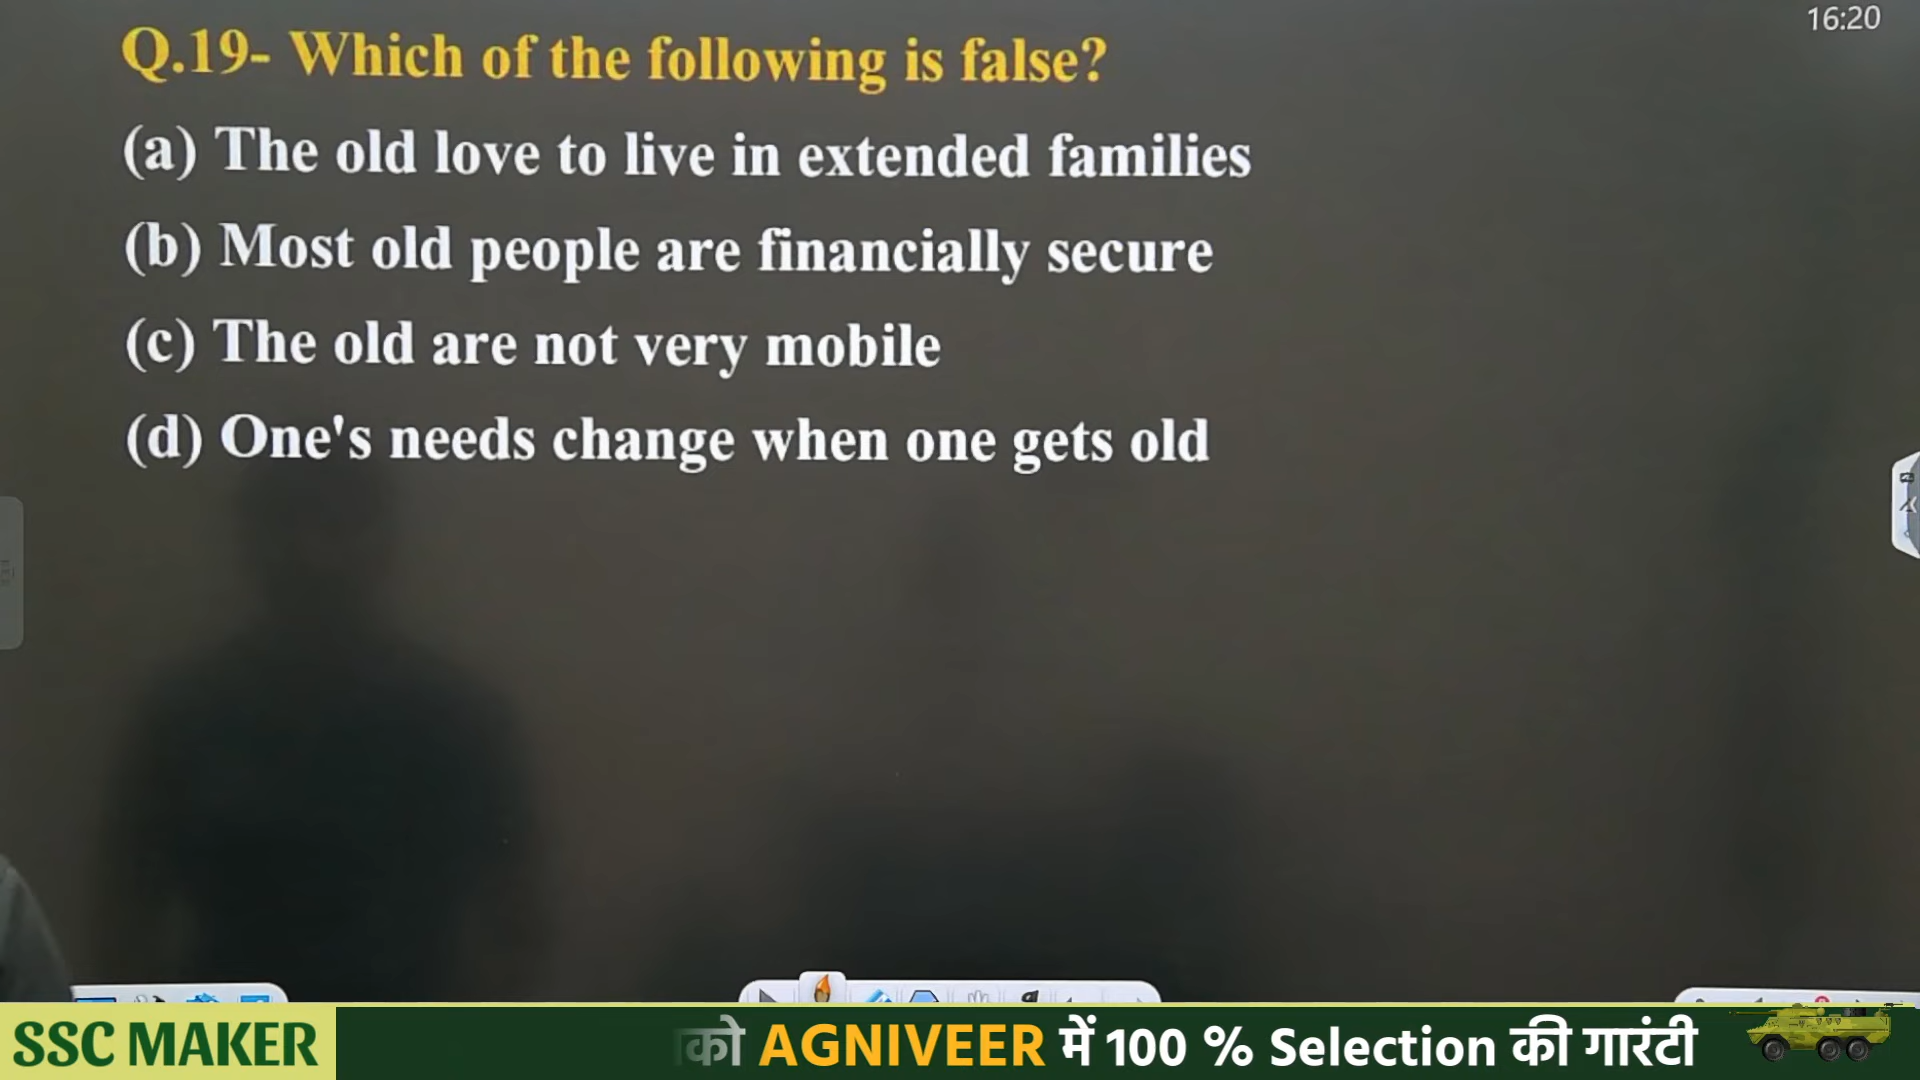 16:20
Q.19- Which of the following is false?
(a) The old love to live in extended families
(b) Most old people are financially secure
(c) The old are not very mobile
(d) One's needs change when one gets old
SSC MAKER
को AGNIVEER में 100 % Selection की गारंटी